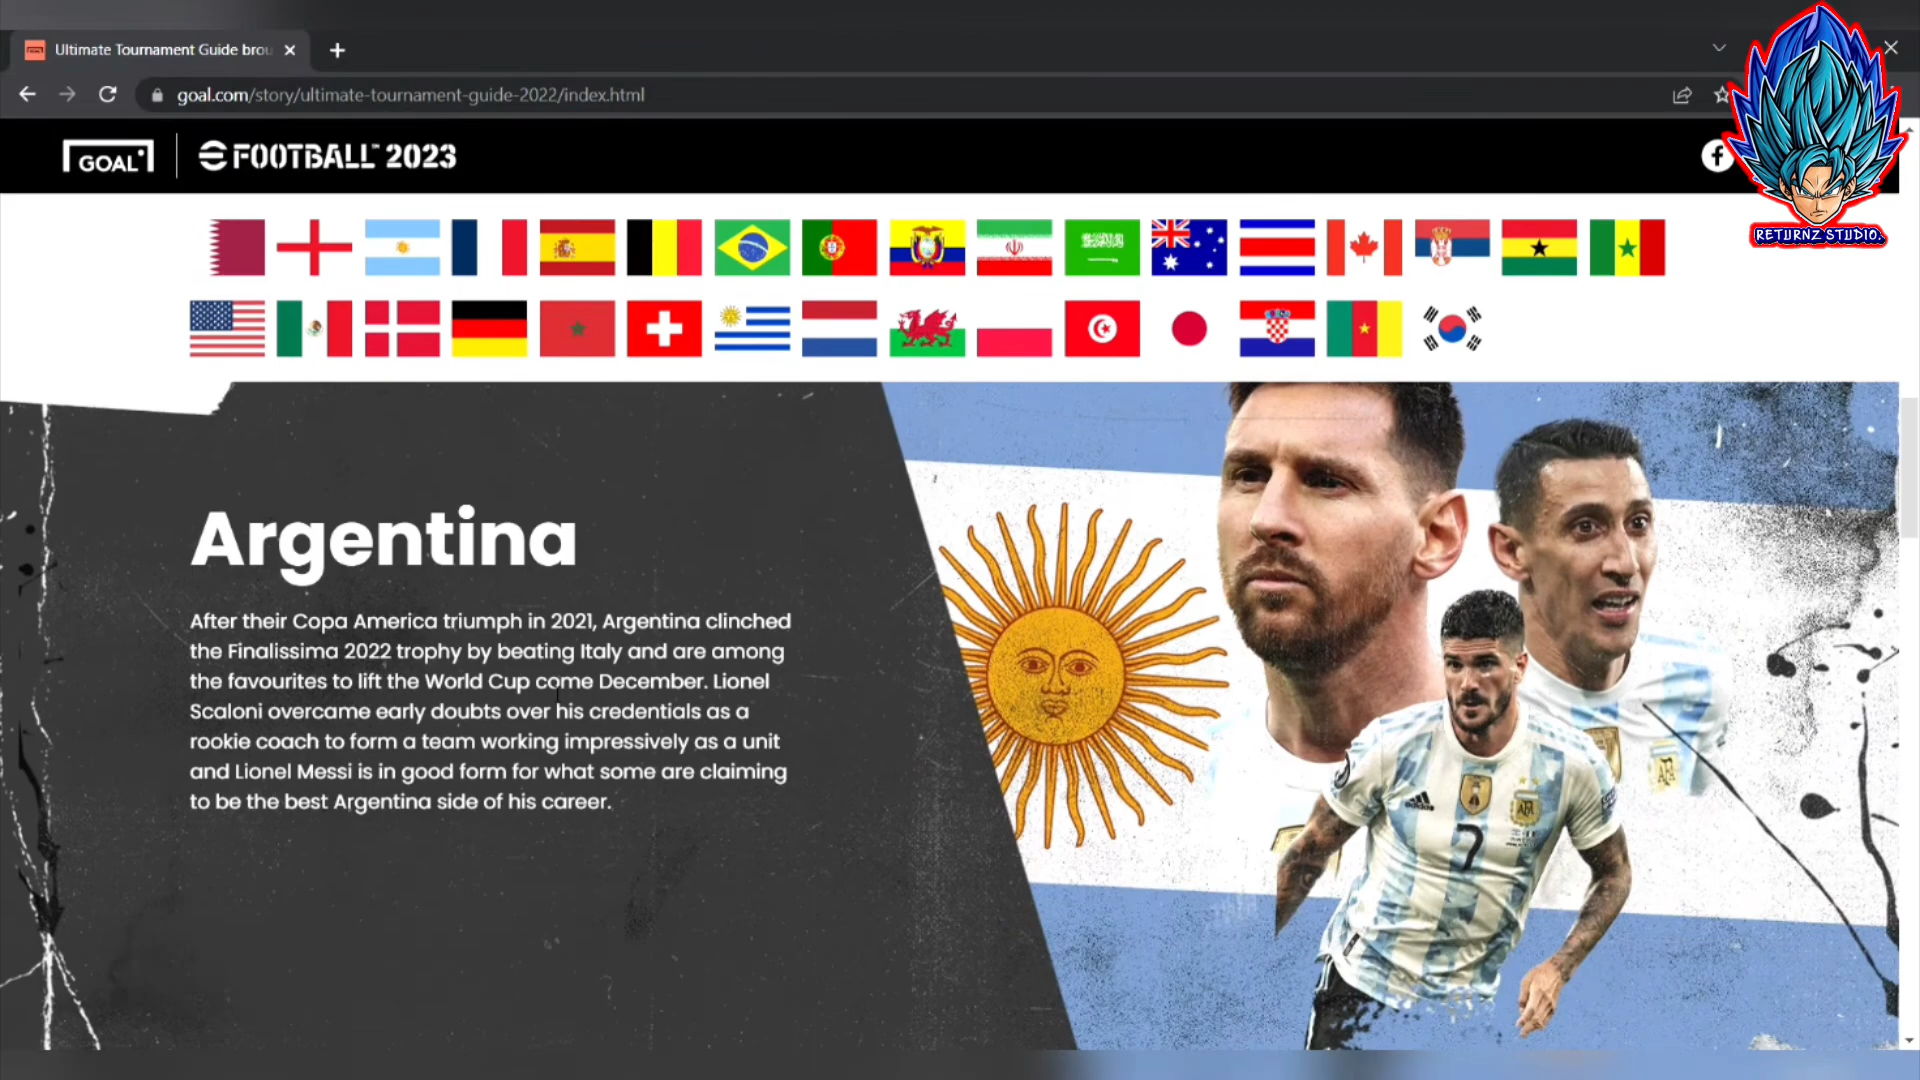 Ultimate Tournament Guide brou
goal.com/story/ultimate-tournament-guide-2022/index.html
GOAL
FOOTBALL™ 2023
RETURNZ STUDIO.
Argentina
After their Copa America triumph in 2021, Argentina clinched
the Finalissima 2022 trophy by beating Italy and are among
the favourites to lift the World Cup come December. Lionel
Scaloni overcame early doubts over his credentials as a
rookie coach to form a team working impressively as a unit
and Lionel Messi is in good form for what some are claiming
to be the best Argentina side of his career.
adidas
AFA
7